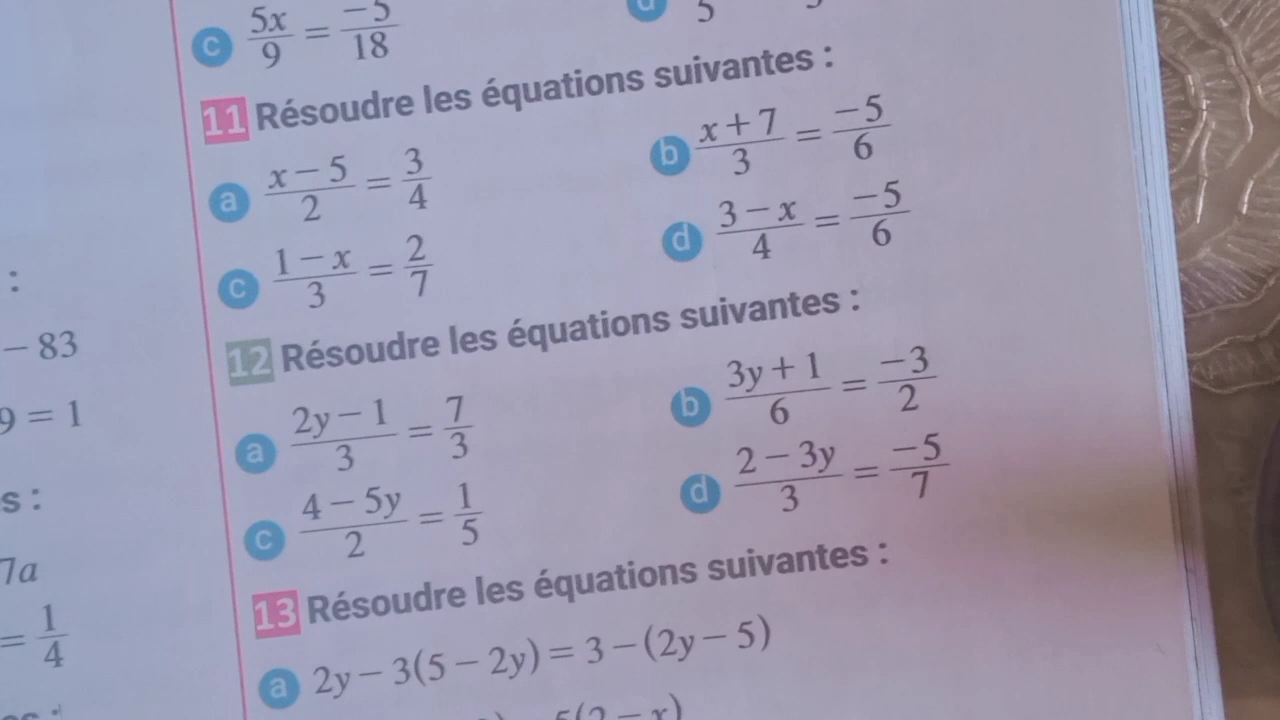 c 5x/9 = -5/18
d 5
11 Résoudre les équations suivantes :
a (x - 5)/2 = 3/4
b (x + 7)/3 = -5/6
c (1 - x)/3 = 2/7
d (3 - x)/4 = -5/6
12 Résoudre les équations suivantes :
a (2y - 1)/3 = 7/3
b (3y + 1)/6 = -3/2
c (4 - 5y)/2 = 1/5
d (2 - 3y)/3 = -5/7
13 Résoudre les équations suivantes :
a 2y - 3(5 - 2y) = 3 - (2y - 5)
5(2 - x)
:
- 83
9 = 1
s :
7a
= 1/4